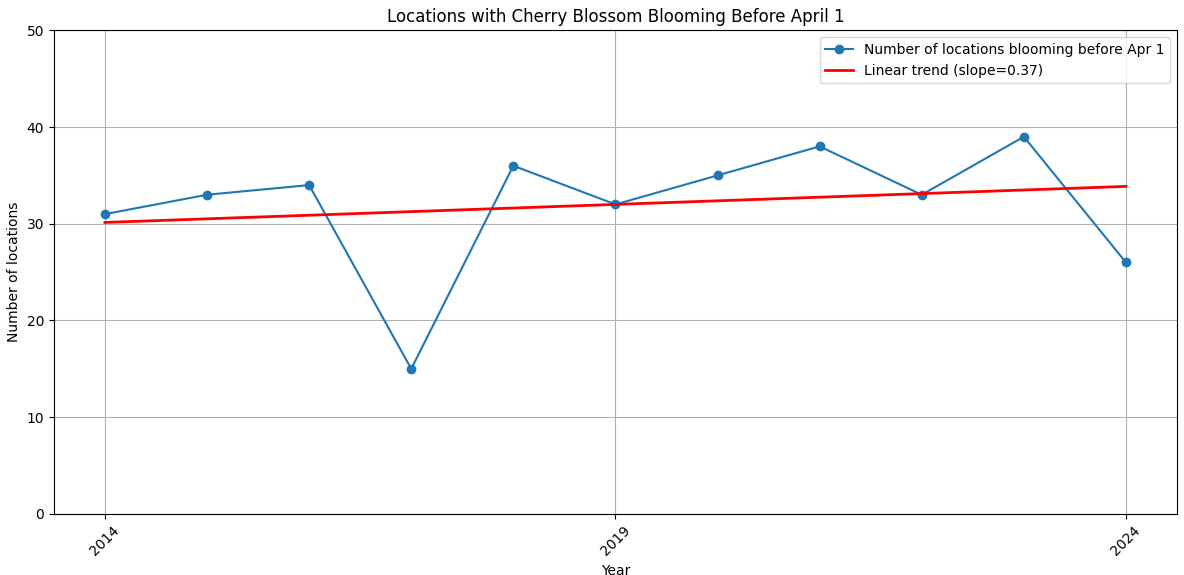 Locations with Cherry Blossom Blooming Before April 1
Number of locations blooming before Apr 1
Linear trend (slope=0.37)
50
40
30
20
10
0
Number of locations
2014
2019
2024
Year